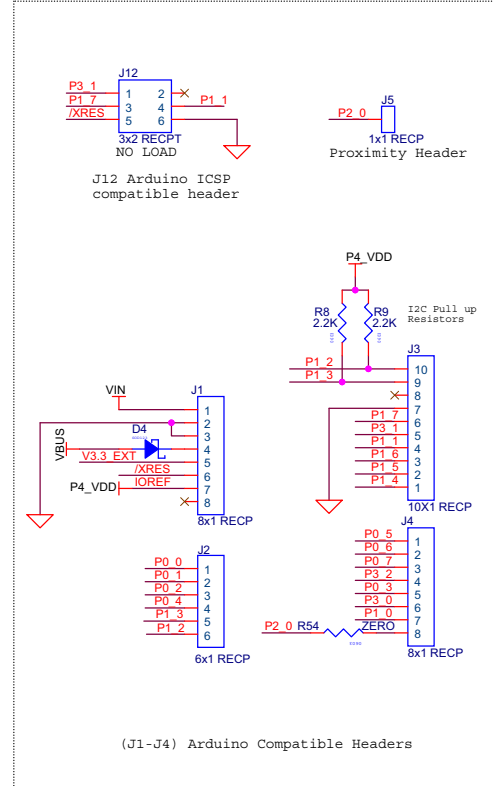 J12
P3_1 1 2
P1_7 3 4 P1_1
/XRES 5 6
3x2 RECPT
NO LOAD
J12 Arduino ICSP
compatible header
J5
P2_0
1x1 RECP
Proximity Header
P4_VDD
R8 R9
2.2K 2.2K
I2C Pull up
Resistors
J3
P1_2 10
P1_3 9
8
7
P1_7 6
P3_1 5
P1_1 4
P1_6 3
P1_5 2
P1_4 1
10X1 RECP
J1
VIN 1
2
3
VBUS D4 4
V3.3_EXT 5
/XRES 6
P4_VDD IOREF 7
8
8x1 RECP
J2
P0_0 1
P0_1 2
P0_2 3
P0_4 4
P1_3 5
P1_2 6
6x1 RECP
J4
P0_5 1
P0_6 2
P0_7 3
P3_2 4
P0_3 5
P3_0 6
P1_0 7
P2_0 R54 ZERO 8
8x1 RECP
(J1-J4) Arduino Compatible Headers